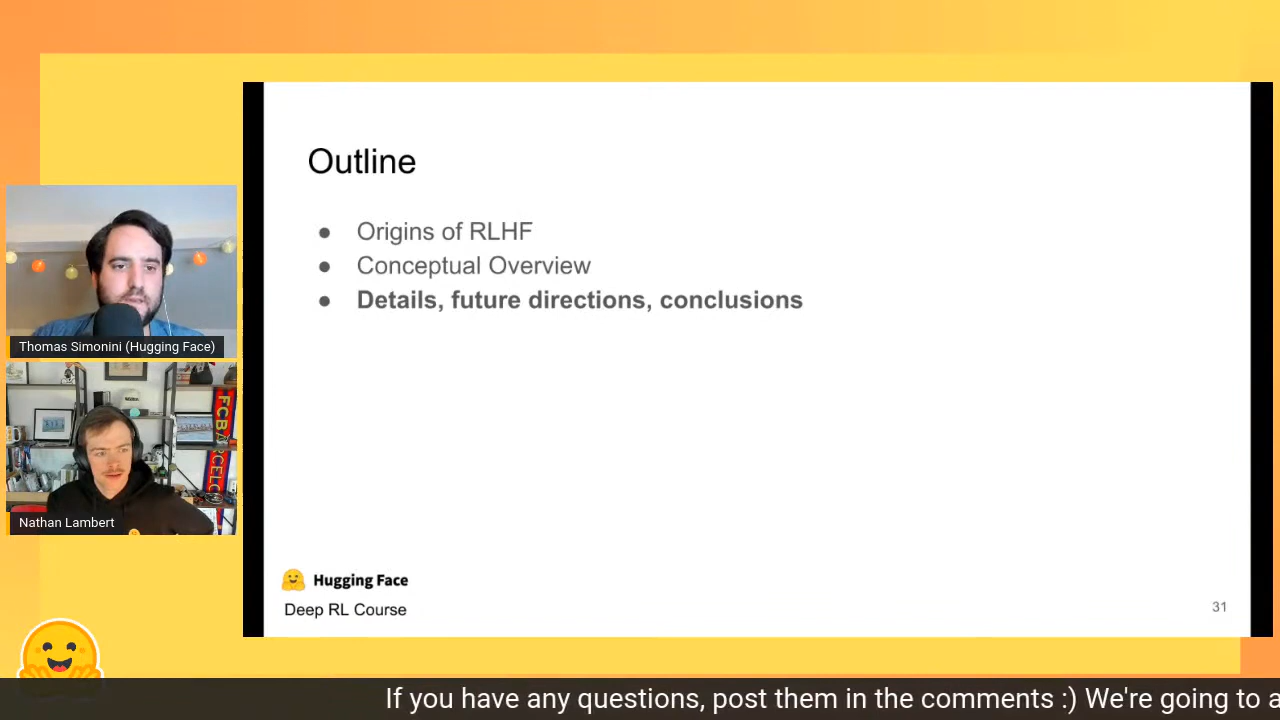 Outline
● Origins of RLHF
● Conceptual Overview
● Details, future directions, conclusions
Thomas Simonini (Hugging Face)
FCBARCELO
Nathan Lambert
Hugging Face
Deep RL Course
31
If you have any questions, post them in the comments :) We're going to a